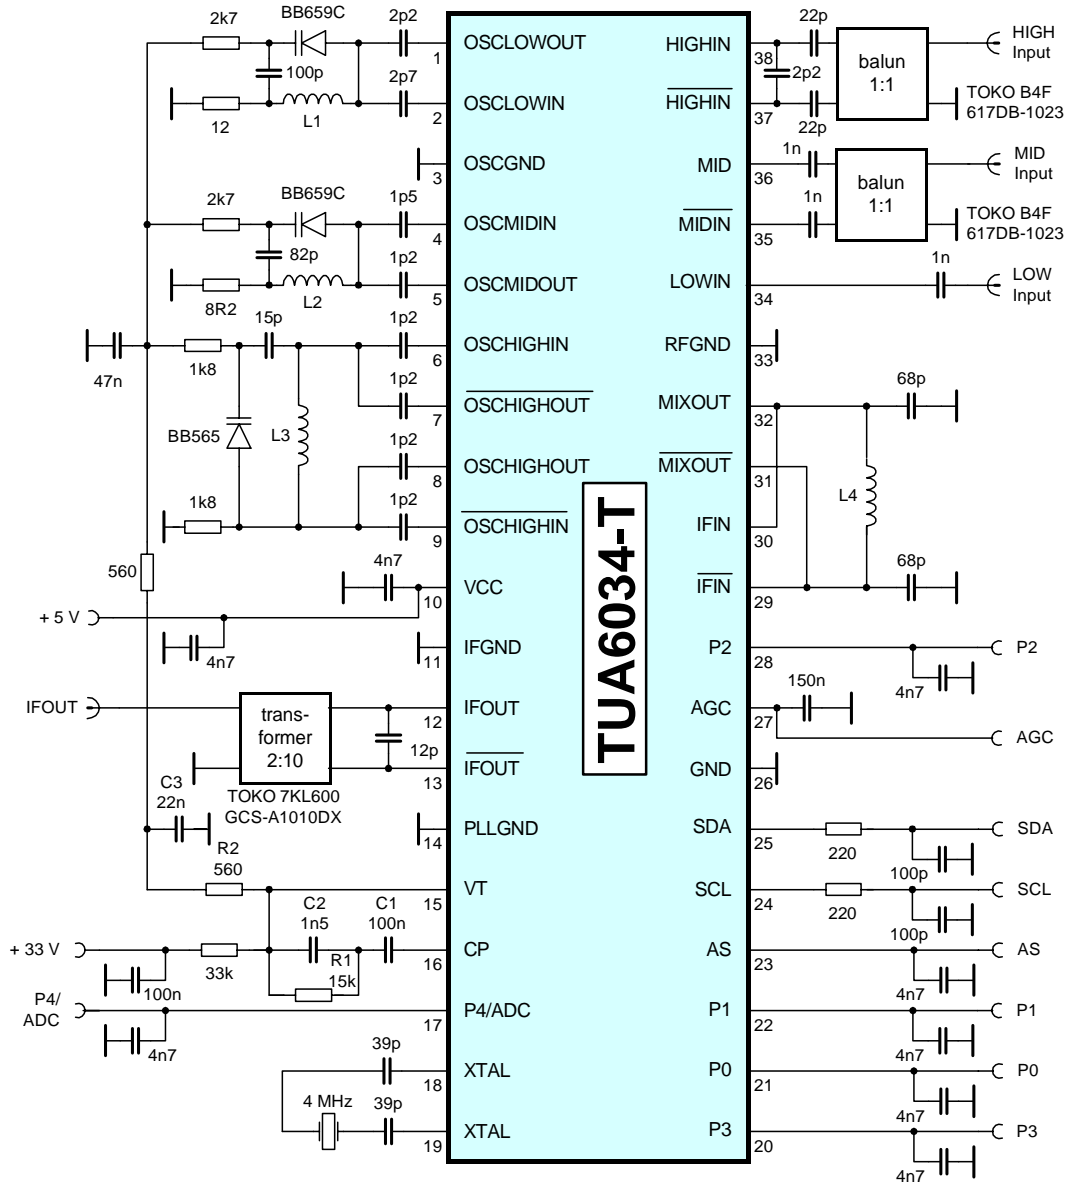 2k7
BB659C
2p2
OSCLOWOUT
1
100p
2p7
12
L1
OSCLOWIN
2
OSCGND
3
2k7
BB659C
1p5
OSCMIDIN
4
82p
1p2
8R2
L2
OSCMIDOUT
5
15p
1p2
47n
1k8
OSCHIGHIN
6
1p2
OSCHIGHOUT
7
BB565
L3
1p2
OSCHIGHOUT
8
1k8
1p2
OSCHIGHIN
9
560
4n7
VCC
10
+ 5 V
4n7
IFGND
11
IFOUT
trans-
former
2:10
TOKO 7KL600
GCS-A1010DX
IFOUT
12
12p
IFOUT
13
C3
22n
PLLGND
14
R2
560
VT
15
+ 33 V
33k
C2
1n5
C1
100n
R1
15k
CP
16
100n
P4/
ADC
4n7
P4/ADC
17
39p
XTAL
18
4 MHz
39p
XTAL
19
TUA6034-T
HIGHIN
38
22p
2p2
balun
1:1
HIGH
Input
HIGHIN
37
22p
TOKO B4F
617DB-1023
MID
36
1n
balun
1:1
MID
Input
MIDIN
35
1n
TOKO B4F
617DB-1023
LOWIN
34
1n
LOW
Input
RFGND
33
MIXOUT
32
68p
MIXOUT
31
L4
IFIN
30
IFIN
29
68p
P2
28
4n7
P2
AGC
27
150n
AGC
GND
26
SDA
25
220
100p
SDA
SCL
24
220
100p
SCL
AS
23
4n7
AS
P1
22
4n7
P1
P0
21
4n7
P0
P3
20
4n7
P3